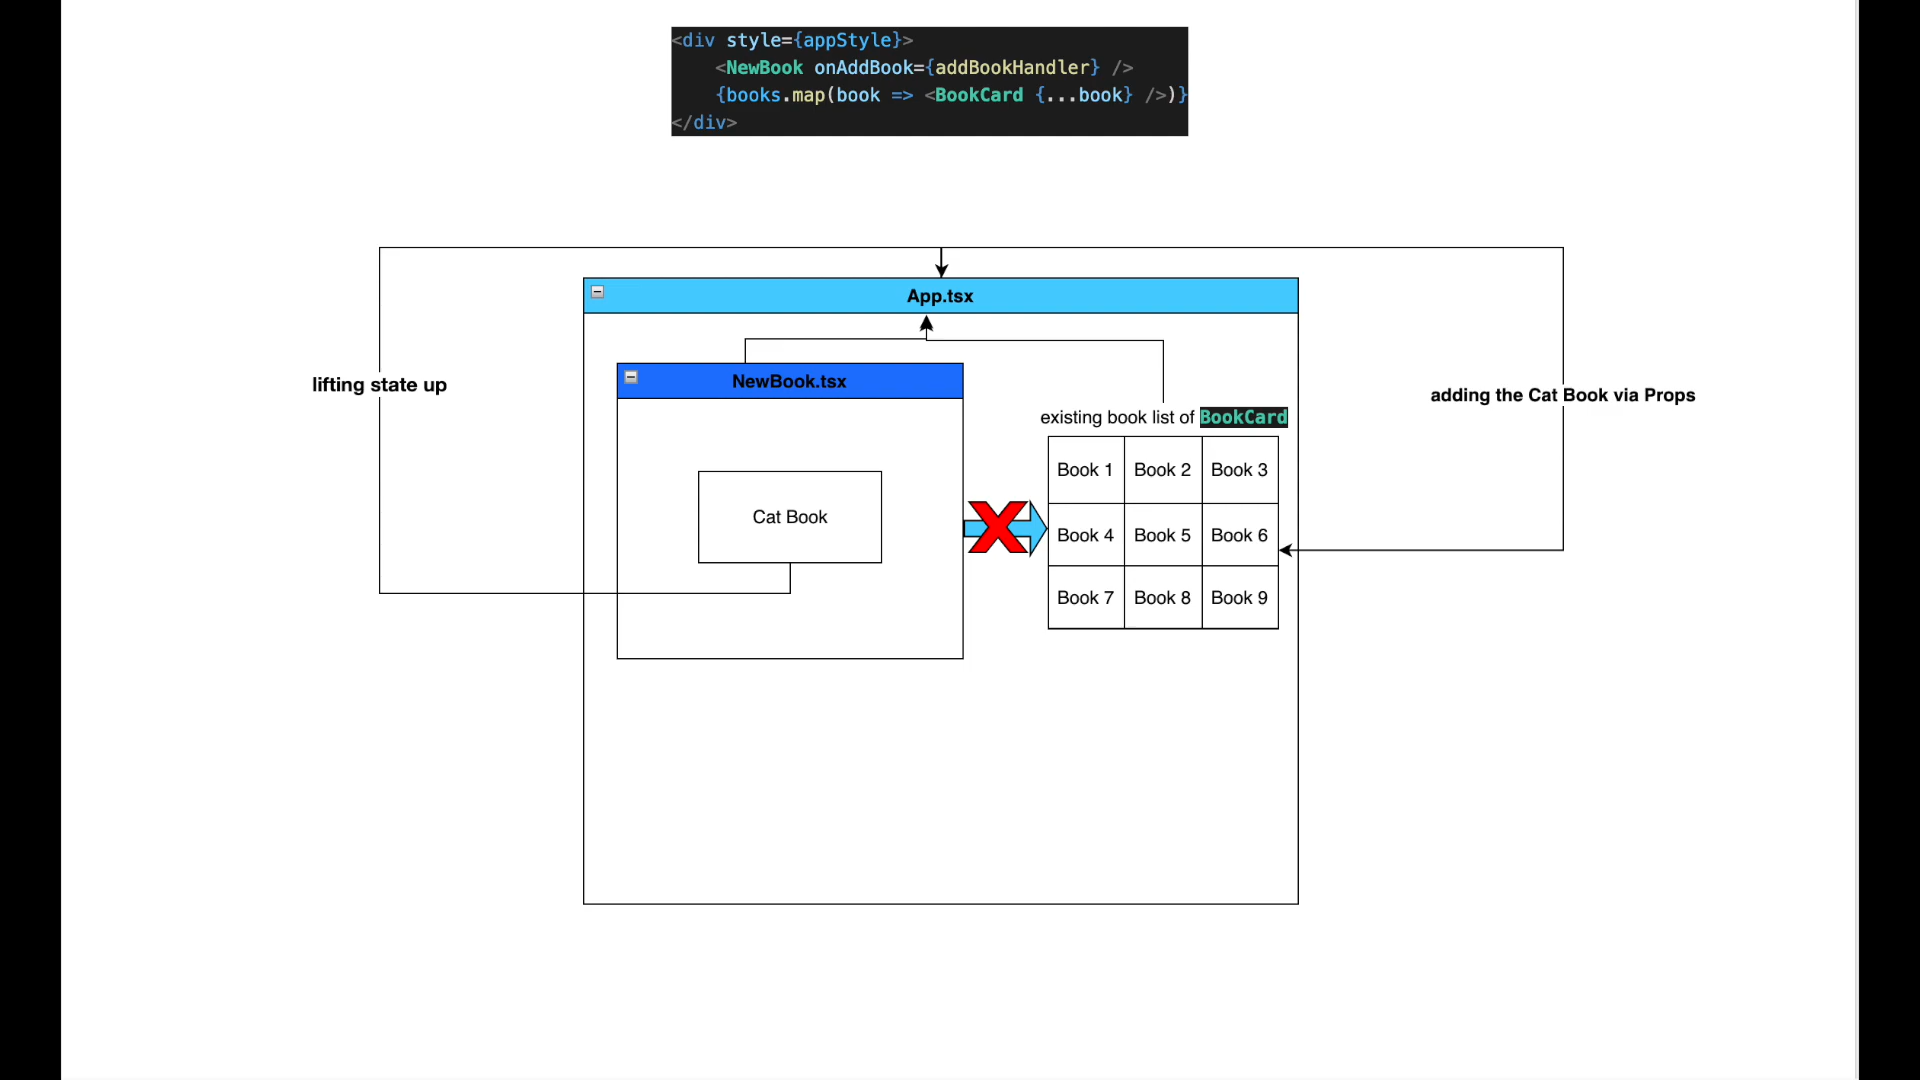 <div style={appStyle}>
<NewBook onAddBook={addBookHandler} />
{books.map(book => <BookCard {...book} />)}
</div>
App.tsx
NewBook.tsx
lifting state up
adding the Cat Book via Props
existing book list of BookCard
Cat Book
Book 1 Book 2 Book 3
Book 4 Book 5 Book 6
Book 7 Book 8 Book 9